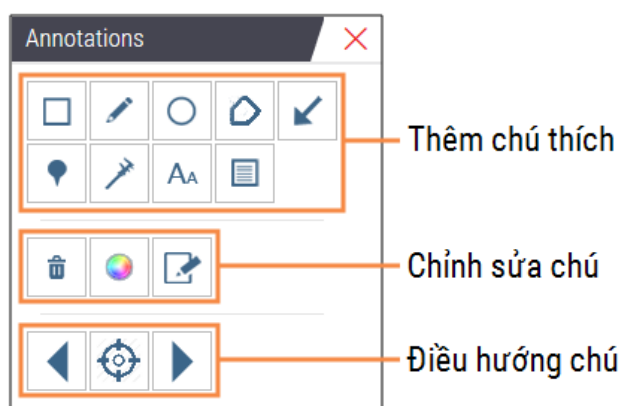 Annotations
Thêm chú thích
AA
Chỉnh sửa chú
Điều hướng chú